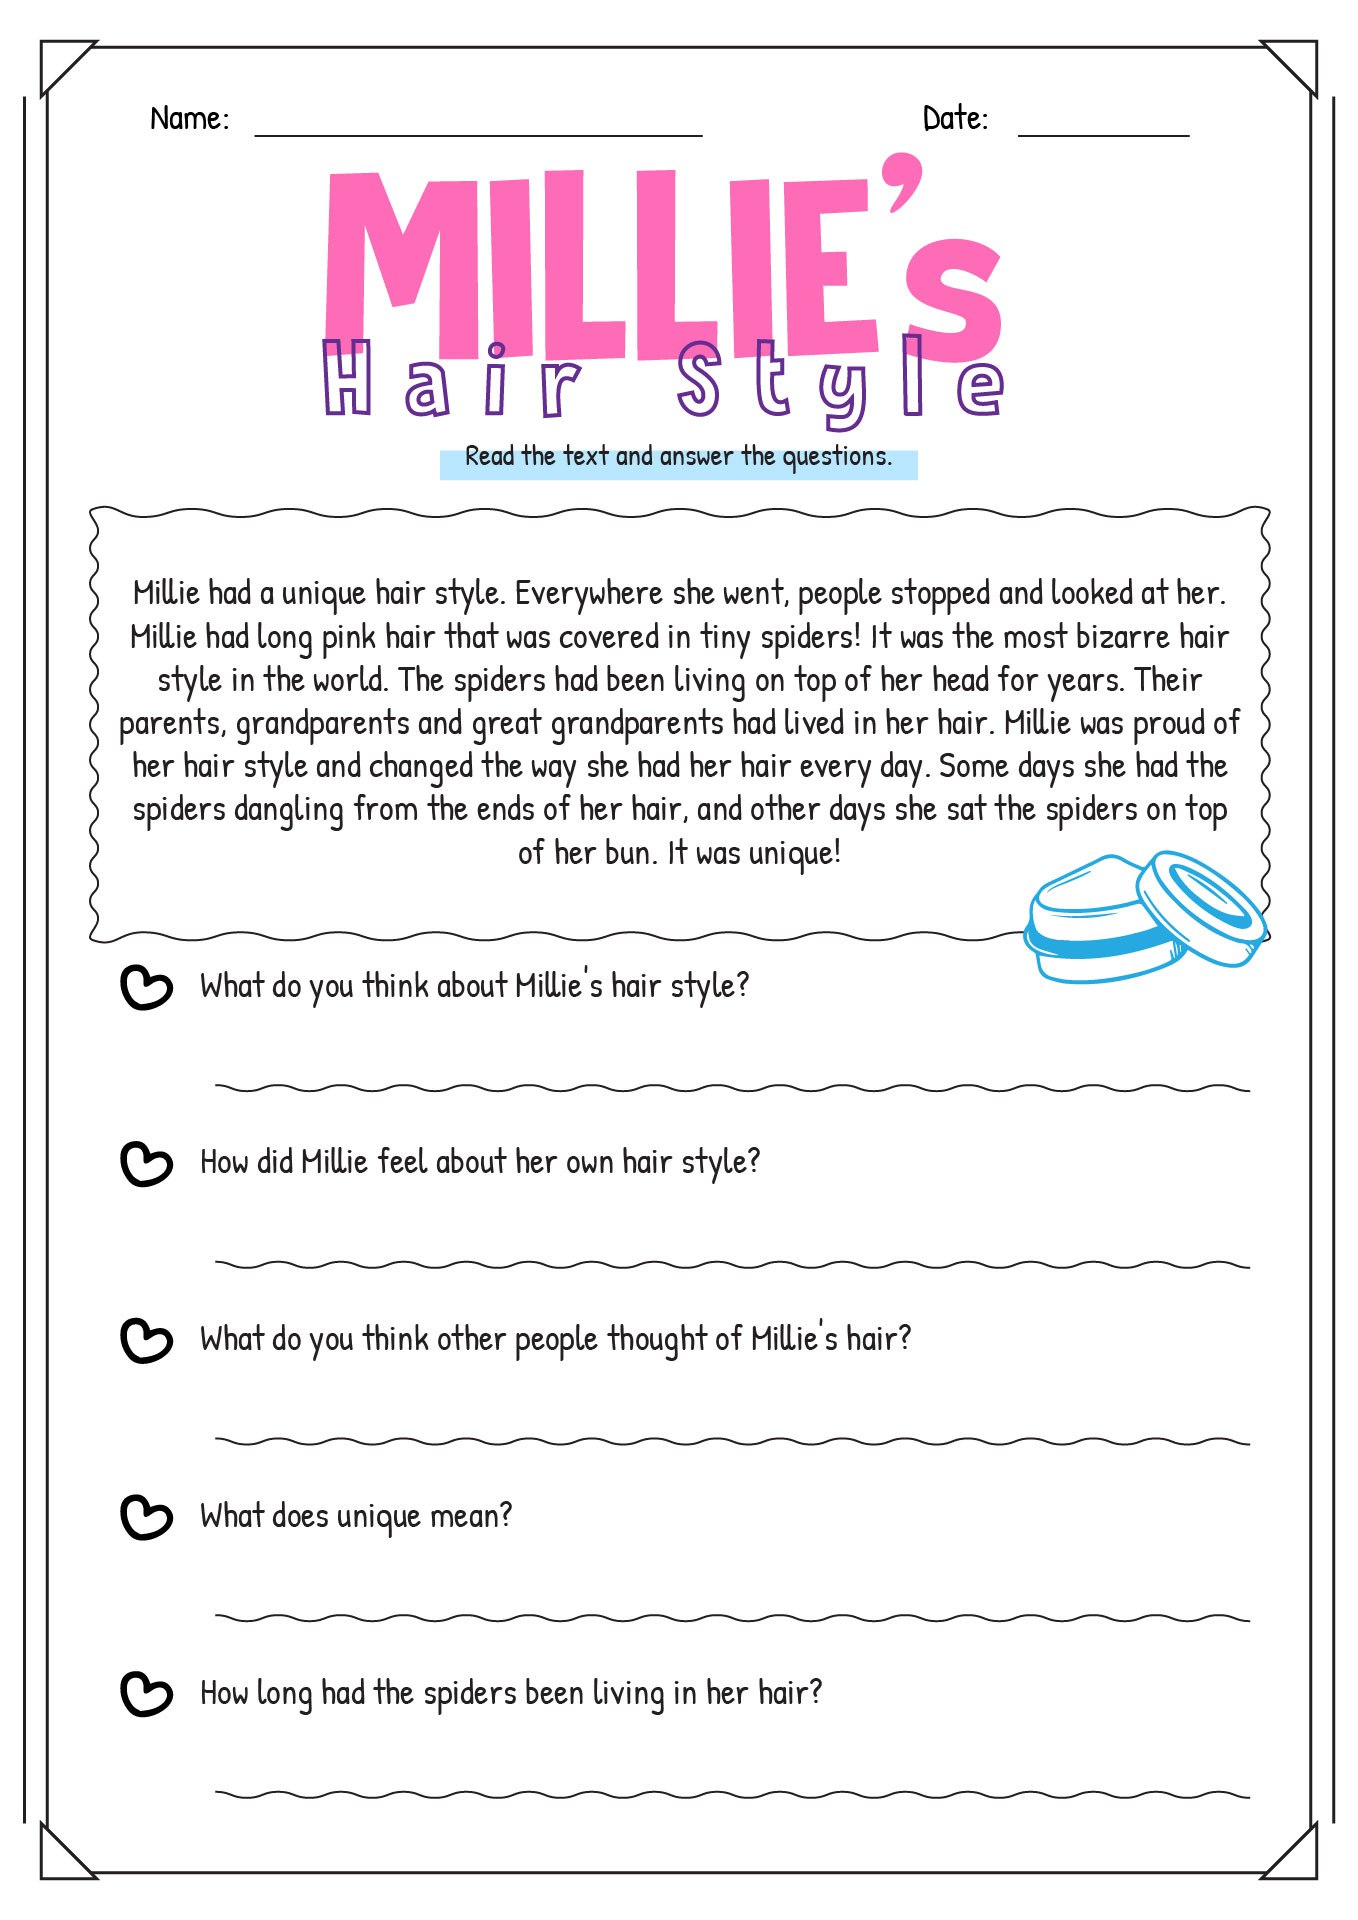 Name: Date:
MILLIE's
Hair Style
Read the text and answer the questions.
Millie had a unique hair style. Everywhere she went, people stopped and looked at her.
Millie had long pink hair that was covered in tiny spiders! It was the most bizarre hair
style in the world. The spiders had been living on top of her head for years. Their
parents, grandparents and great grandparents had lived in her hair. Millie was proud of
her hair style and changed the way she had her hair every day. Some days she had the
spiders dangling from the ends of her hair, and other days she sat the spiders on top
of her bun. It was unique!
What do you think about Millie's hair style?
How did Millie feel about her own hair style?
What do you think other people thought of Millie's hair?
What does unique mean?
How long had the spiders been living in her hair?